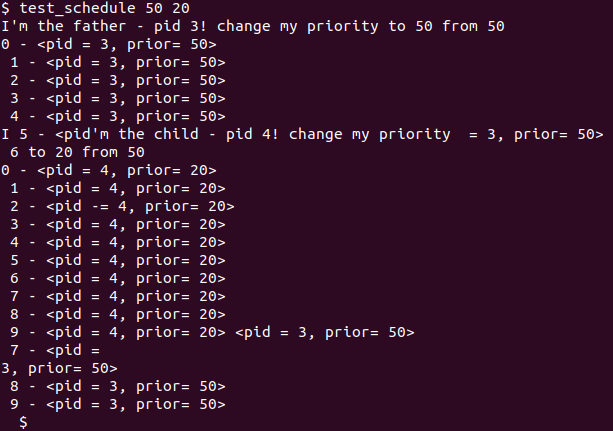 $ test_schedule 50 20
I'm the father - pid 3! change my priority to 50 from 50
0 - <pid = 3, prior= 50>
1 - <pid = 3, prior= 50>
2 - <pid = 3, prior= 50>
3 - <pid = 3, prior= 50>
4 - <pid = 3, prior= 50>
I 5 - <pid'm the child - pid 4! change my priority  = 3, prior= 50>
6 to 20 from 50
0 - <pid = 4, prior= 20>
1 - <pid = 4, prior= 20>
2 - <pid -= 4, prior= 20>
3 - <pid = 4, prior= 20>
4 - <pid = 4, prior= 20>
5 - <pid = 4, prior= 20>
6 - <pid = 4, prior= 20>
7 - <pid = 4, prior= 20>
8 - <pid = 4, prior= 20>
9 - <pid = 4, prior= 20> <pid = 3, prior= 50>
7 - <pid =
3, prior= 50>
8 - <pid = 3, prior= 50>
9 - <pid = 3, prior= 50>
$